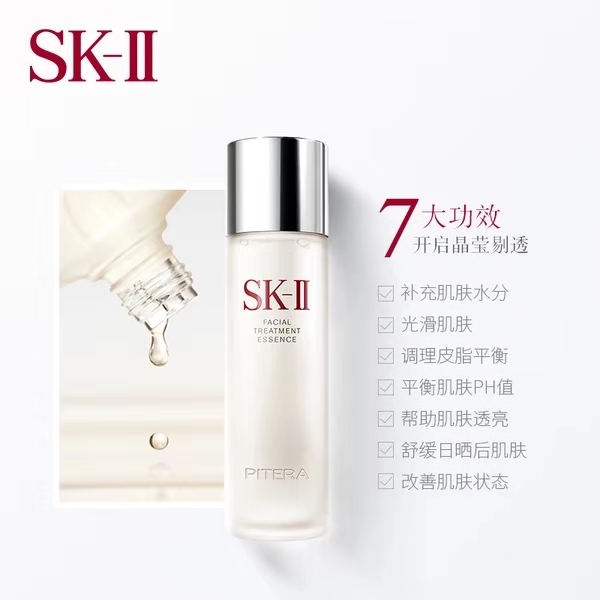 SK-II
7大功效
开启晶莹剔透
补充肌肤水分
光滑肌肤
调理皮脂平衡
平衡肌肤PH值
帮助肌肤透亮
舒缓日晒后肌肤
改善肌肤状态
SK-II
FACIAL
TREATMENT
ESSENCE
PITERA